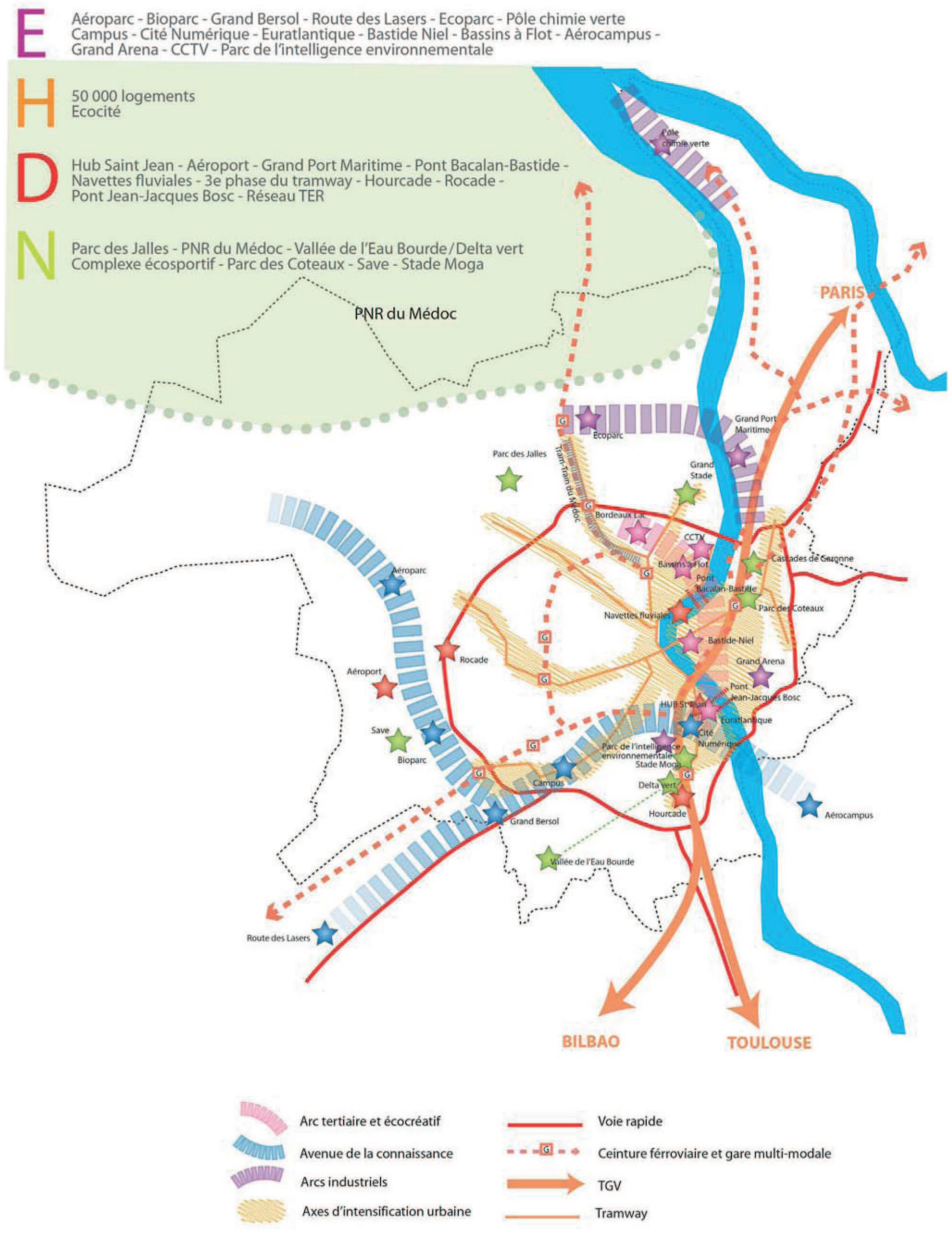 E
Aéroparc - Bioparc - Grand Bersol - Route des Lasers - Ecoparc - Pôle chimie verte
Campus - Cité Numérique - Euratlantique - Bastide Niel - Bassins à Flot - Aérocampus -
Grand Arena - CCTV - Parc de l'intelligence environnementale
H
50 000 logements
Ecocité
D
Hub Saint Jean - Aéroport - Grand Port Maritime - Pont Bacalan-Bastide -
Navettes fluviales - 3e phase du tramway - Hourcade - Rocade -
Pont Jean-Jacques Bosc - Réseau TER
N
Parc des Jalles - PNR du Médoc - Vallée de l'Eau Bourde/Delta vert
Complexe écosportif - Parc des Coteaux - Save - Stade Moga
Pôle
chimie verte
PARIS
PNR du Médoc
Grand Port
Maritime
G
Ecoparc
Tram-Train du Médoc
Parc des Jalles
Grand
Stade
G
Bordeaux Lac
CCTV
Bassins à Flot
Cascades de Garonne
G
Pont
Bacalan-Bastille
Aéroparc
G
Parc des Coteaux
Navettes fluviales
G
Bastide-Niel
Rocade
Grand Arena
Aéroport
G
Pont
Jean-Jacques Bosc
HUB St Jean
Euratlantique
Save
Cité
Numérique
G
Parc de l'intelligence
environnementale
Bioparc
Stade Moga
G
G
Campus
Delta vert
Hourcade
Aérocampus
Grand Bersol
Vallée de l'Eau Bourde
Route des Lasers
BILBAO
TOULOUSE
Arc tertiaire et écocréatif
Voie rapide
Avenue de la connaissance
G
Ceinture férroviaire et gare multi-modale
Arcs industriels
TGV
Axes d'intensification urbaine
Tramway